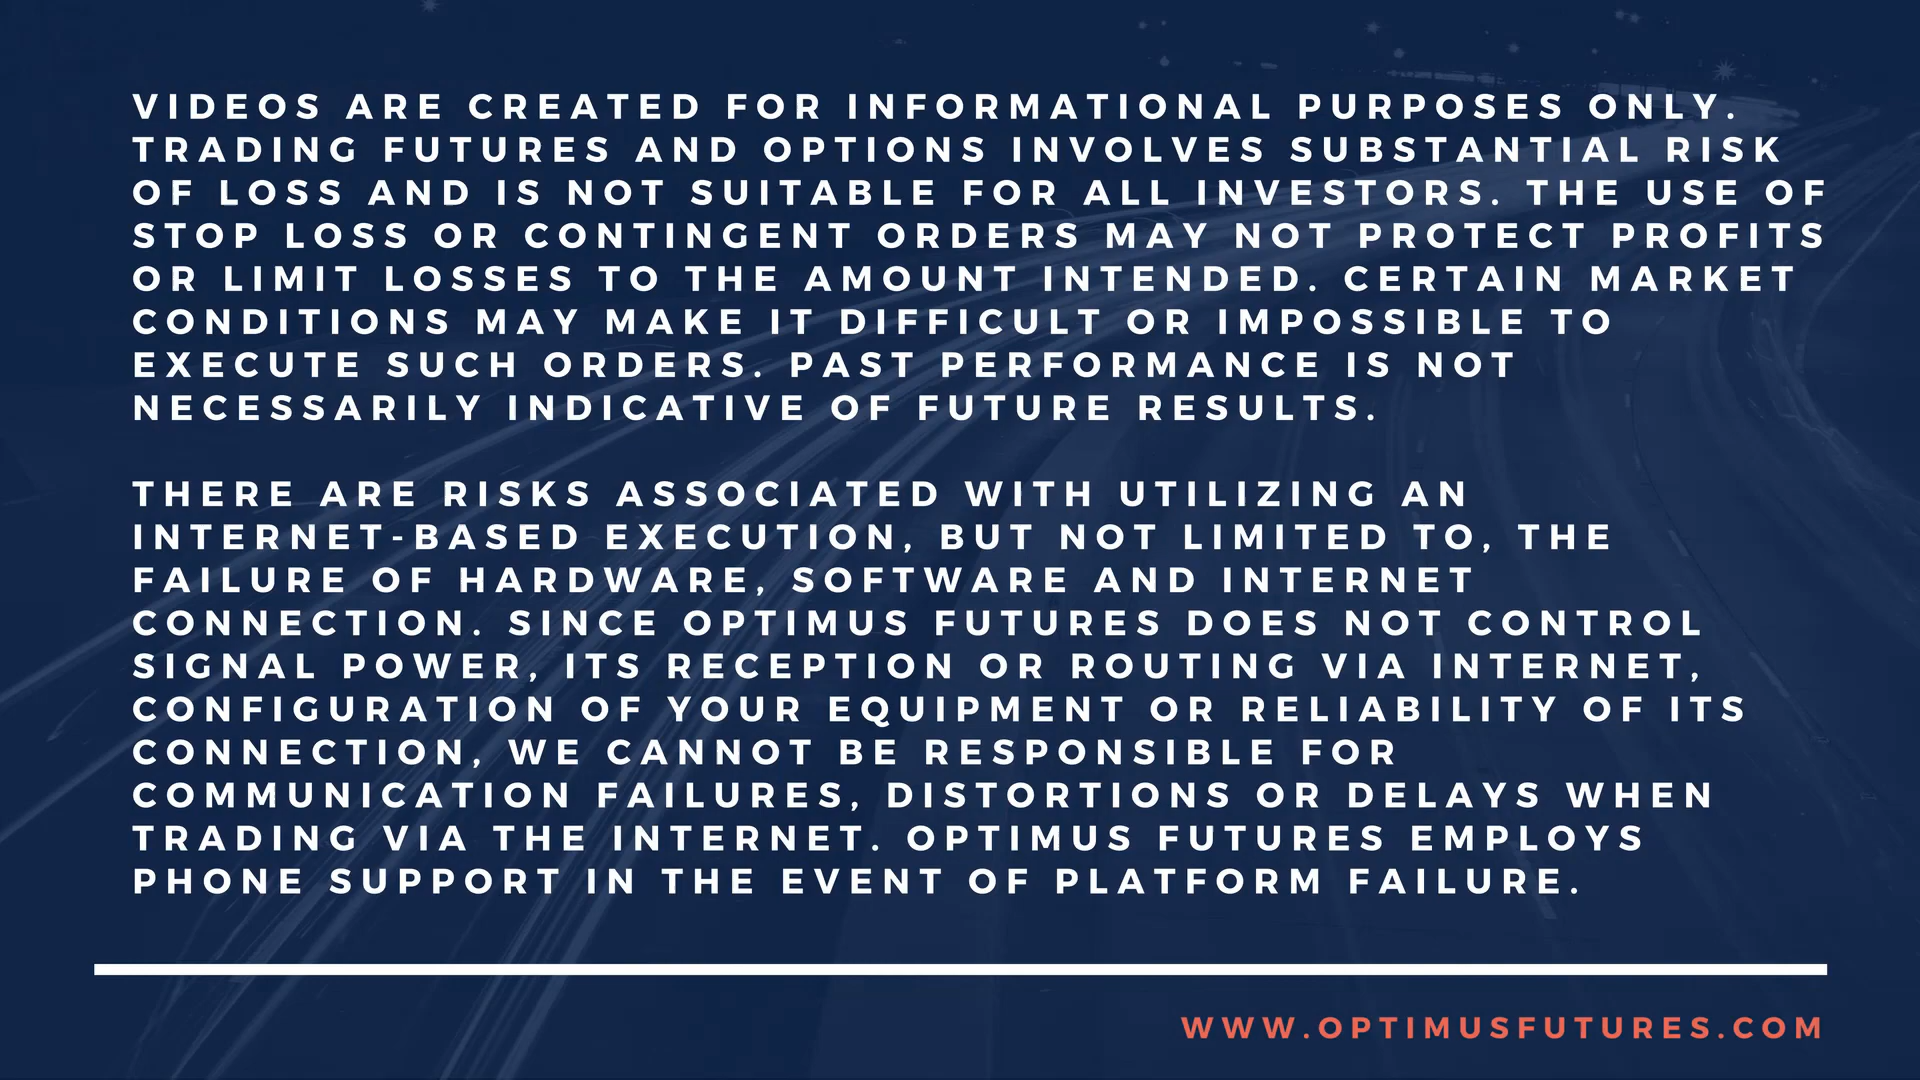 VIDEOS ARE CREATED FOR INFORMATIONAL PURPOSES ONLY.
TRADING FUTURES AND OPTIONS INVOLVES SUBSTANTIAL RISK
OF LOSS AND IS NOT SUITABLE FOR ALL INVESTORS. THE USE OF
STOP LOSS OR CONTINGENT ORDERS MAY NOT PROTECT PROFITS
OR LIMIT LOSSES TO THE AMOUNT INTENDED. CERTAIN MARKET
CONDITIONS MAY MAKE IT DIFFICULT OR IMPOSSIBLE TO
EXECUTE SUCH ORDERS. PAST PERFORMANCE IS NOT
NECESSARILY INDICATIVE OF FUTURE RESULTS.
THERE ARE RISKS ASSOCIATED WITH UTILIZING AN
INTERNET-BASED EXECUTION, BUT NOT LIMITED TO, THE
FAILURE OF HARDWARE, SOFTWARE AND INTERNET
CONNECTION. SINCE OPTIMUS FUTURES DOES NOT CONTROL
SIGNAL POWER, ITS RECEPTION OR ROUTING VIA INTERNET,
CONFIGURATION OF YOUR EQUIPMENT OR RELIABILITY OF ITS
CONNECTION, WE CANNOT BE RESPONSIBLE FOR
COMMUNICATION FAILURES, DISTORTIONS OR DELAYS WHEN
TRADING VIA THE INTERNET. OPTIMUS FUTURES EMPLOYS
PHONE SUPPORT IN THE EVENT OF PLATFORM FAILURE.
WWW.OPTIMUSFUTURES.COM